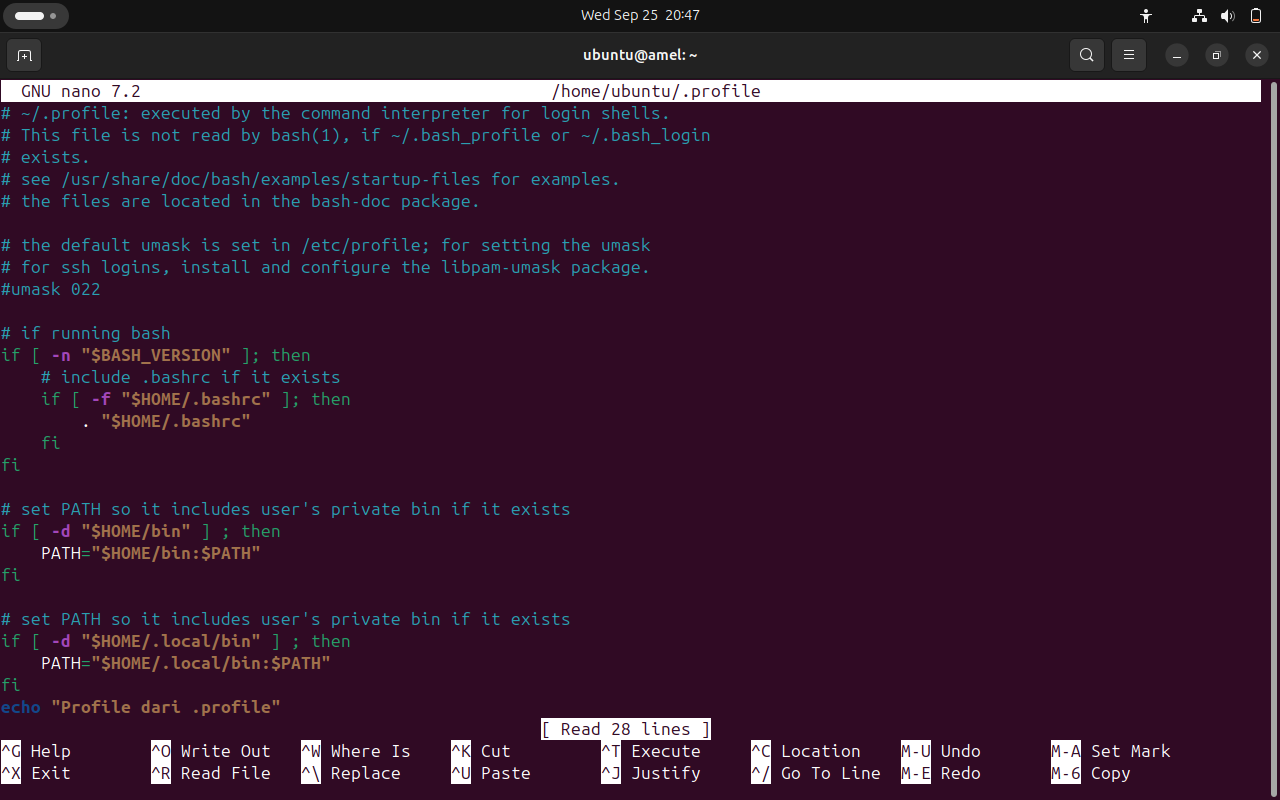 Wed Sep 25 20:47
ubuntu@amel: ~
GNU nano 7.2 /home/ubuntu/.profile
# ~/.profile: executed by the command interpreter for login shells.
# This file is not read by bash(1), if ~/.bash_profile or ~/.bash_login
# exists.
# see /usr/share/doc/bash/examples/startup-files for examples.
# the files are located in the bash-doc package.

# the default umask is set in /etc/profile; for setting the umask
# for ssh logins, install and configure the libpam-umask package.
#umask 022

# if running bash
if [ -n "$BASH_VERSION" ]; then
    # include .bashrc if it exists
    if [ -f "$HOME/.bashrc" ]; then
        . "$HOME/.bashrc"
    fi
fi

# set PATH so it includes user's private bin if it exists
if [ -d "$HOME/bin" ] ; then
    PATH="$HOME/bin:$PATH"
fi

# set PATH so it includes user's private bin if it exists
if [ -d "$HOME/.local/bin" ] ; then
    PATH="$HOME/.local/bin:$PATH"
fi
echo "Profile dari .profile"
[ Read 28 lines ]
^G Help ^O Write Out ^W Where Is ^K Cut ^T Execute ^C Location M-U Undo M-A Set Mark
^X Exit ^R Read File ^\ Replace ^U Paste ^J Justify ^/ Go To Line M-E Redo M-6 Copy